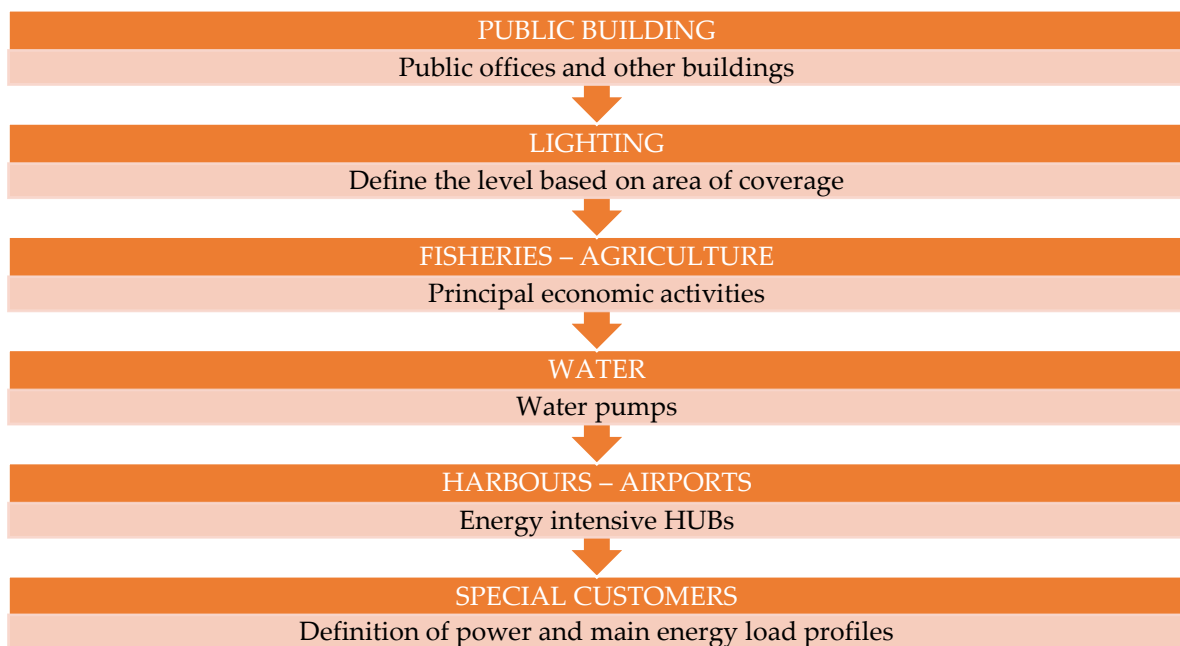 PUBLIC BUILDING
Public offices and other buildings
LIGHTING
Define the level based on area of coverage
FISHERIES – AGRICULTURE
Principal economic activities
WATER
Water pumps
HARBOURS – AIRPORTS
Energy intensive HUBs
SPECIAL CUSTOMERS
Definition of power and main energy load profiles